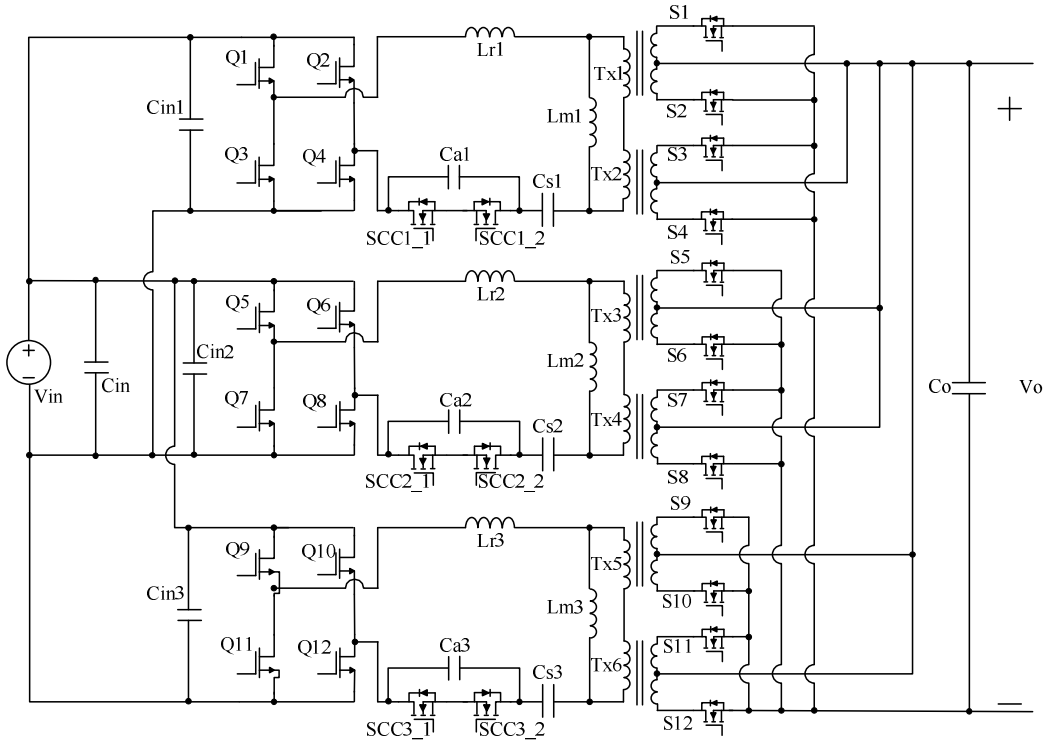 S1
Q1
Q2
Lr1
Tx1
Cin1
Lm1
S2
Q3
Q4
Ca1
Cs1
Tx2
S3
SCC1_1
SCC1_2
S4
S5
Q5
Q6
Lr2
Tx3
+
Vin
−
Cin
Cin2
Lm2
S6
Q7
Q8
Ca2
Cs2
Tx4
S7
SCC2_1
SCC2_2
S8
+
Co
Vo
−
S9
Q9
Q10
Lr3
Tx5
Cin3
Lm3
S10
Q11
Q12
Ca3
Cs3
Tx6
S11
SCC3_1
SCC3_2
S12